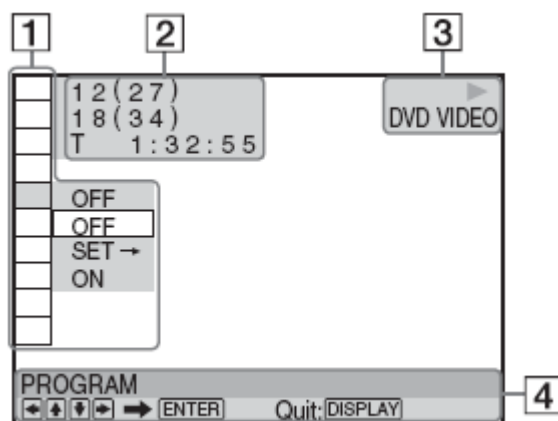 1 2 3
12(27)
18(34)
DVD VIDEO
T 1:32:55
OFF
OFF
SET →
ON
PROGRAM
4
← ↑ ↓ → → ENTER Quit: DISPLAY